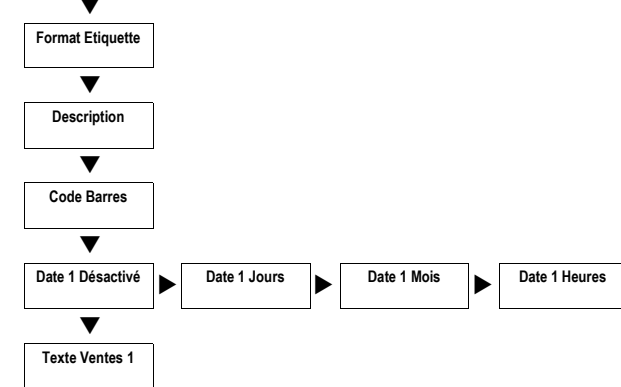 Format Etiquette
Description
Code Barres
Date 1 Désactivé
Date 1 Jours
Date 1 Mois
Date 1 Heures
Texte Ventes 1